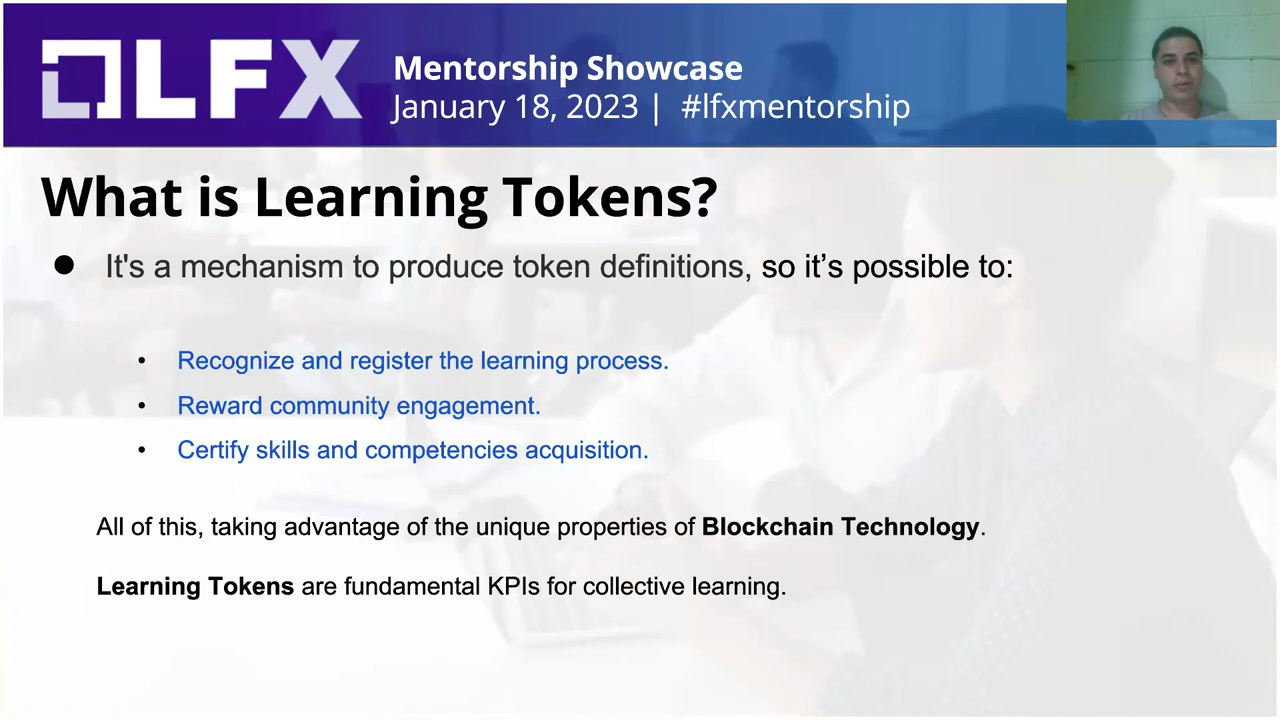 LFX
Mentorship Showcase
January 18, 2023 | #lfxmentorship
What is Learning Tokens?
● It's a mechanism to produce token definitions, so it’s possible to:
• Recognize and register the learning process.
• Reward community engagement.
• Certify skills and competencies acquisition.
All of this, taking advantage of the unique properties of Blockchain Technology.
Learning Tokens are fundamental KPIs for collective learning.